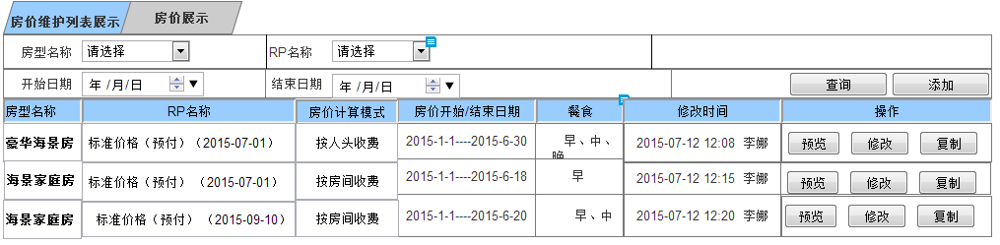 房价维护列表展示 房价展示
房型名称 请选择 RP名称 请选择
开始日期 年 /月/日 结束日期 年 /月/日 查询 添加
房型名称 RP名称 房价计算模式 房价开始/结束日期 餐食 修改时间 操作
豪华海景房 标准价格（预付）（2015-07-01） 按人头收费 2015-1-1----2015-6-30 早、中、 2015-07-12 12:08 李娜 预览 修改 复制
晚
海景家庭房 标准价格（预付）（2015-07-01） 按房间收费 2015-1-1----2015-6-18 早 2015-07-12 12:15 李娜 预览 修改 复制
海景家庭房 标准价格（预付）（2015-09-10） 按房间收费 2015-1-1----2015-6-20 早、中 2015-07-12 12:20 李娜 预览 修改 复制